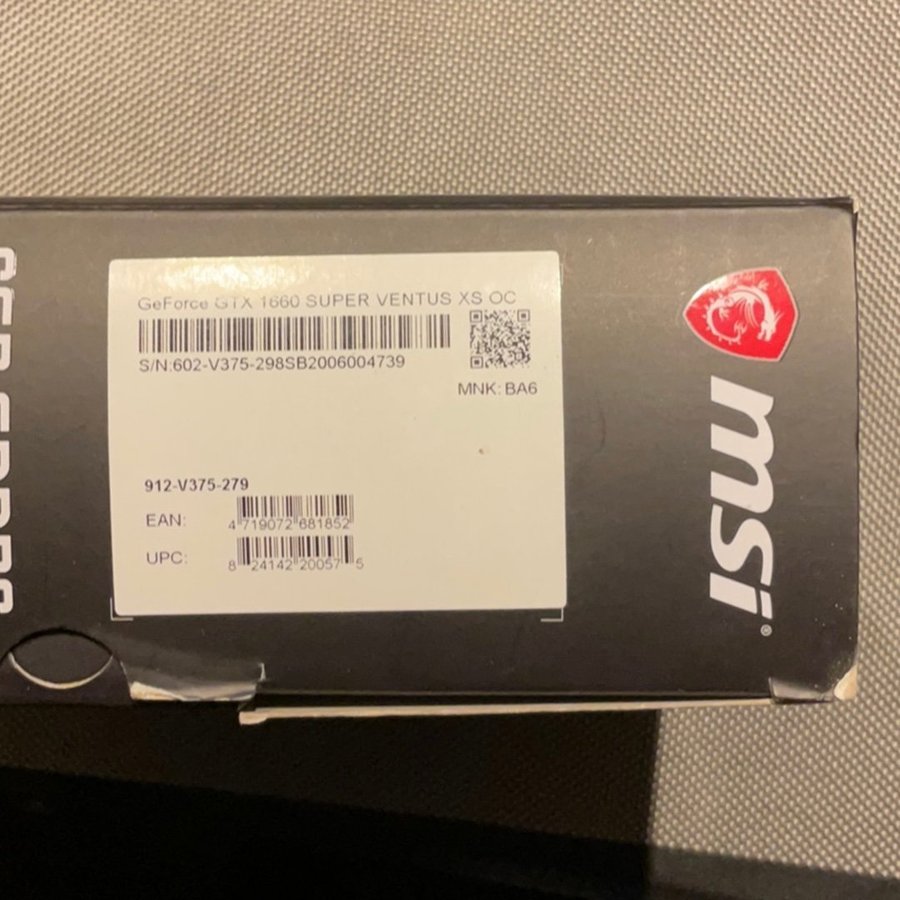 GeForce GTX 1660 SUPER VENTUS XS OC
S/N:602-V375-298SB2006004739
MNK: BA6
912-V375-279
EAN: 4 719072 681852
UPC: 8 24142 20057 5
msi®